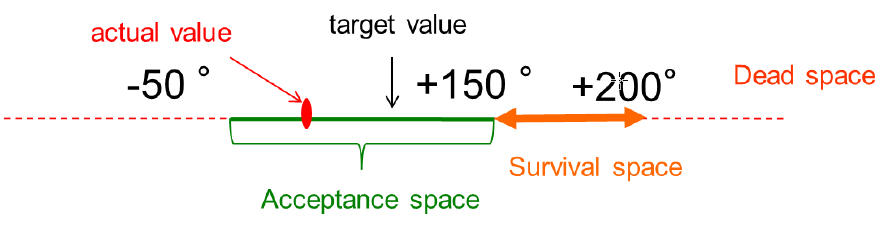 actual value
target value
-50 °
+150 °
+200°
Dead space
Survival space
Acceptance space